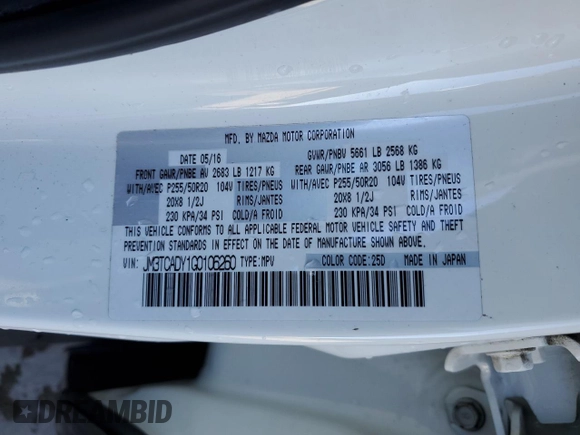 MFD. BY MAZDA MOTOR CORPORATION
DATE 05/16 GVWR/PNBV 5661 LB 2568 KG
FRONT GAWR/PNBE AV 2683 LB 1217 KG REAR GAWR/PNBE AR 3056 LB 1386 KG
WITH/AVEC P255/50R20 104V TIRES/PNEUS WITH/AVEC P255/50R20 104V TIRES/PNEUS
20X8 1/2J RIMS/JANTES 20X8 1/2J RIMS/JANTES
230 KPA/34 PSI COLD/A FROID 230 KPA/34 PSI COLD/A FROID
THIS VEHICLE CONFORMS TO ALL APPLICABLE FEDERAL MOTOR VEHICLE SAFETY AND THEFT
PREVENTION STANDARDS IN EFFECT ON THE DATE OF MANUFACTURE SHOWN ABOVE.
VIN: JM3TCADY1G0106260 TYPE:MPV COLOR CODE:25D MADE IN JAPAN
DREAMBID